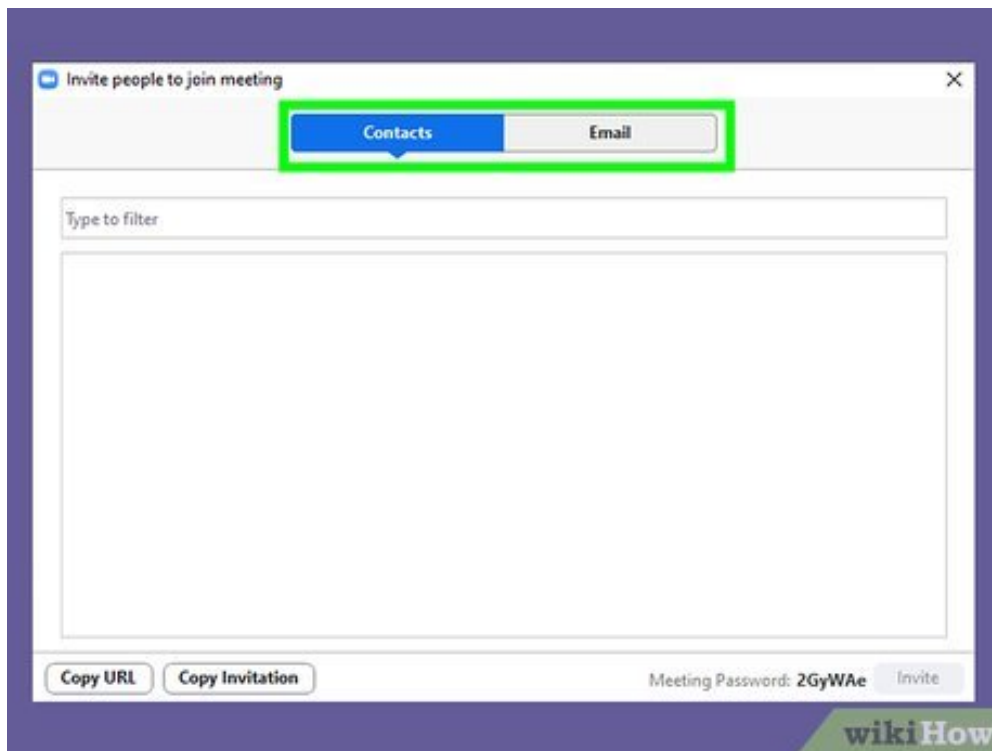 Invite people to join meeting
Contacts Email
Type to filter
Copy URL Copy Invitation Meeting Password: 2GyWAe Invite
wikiHow